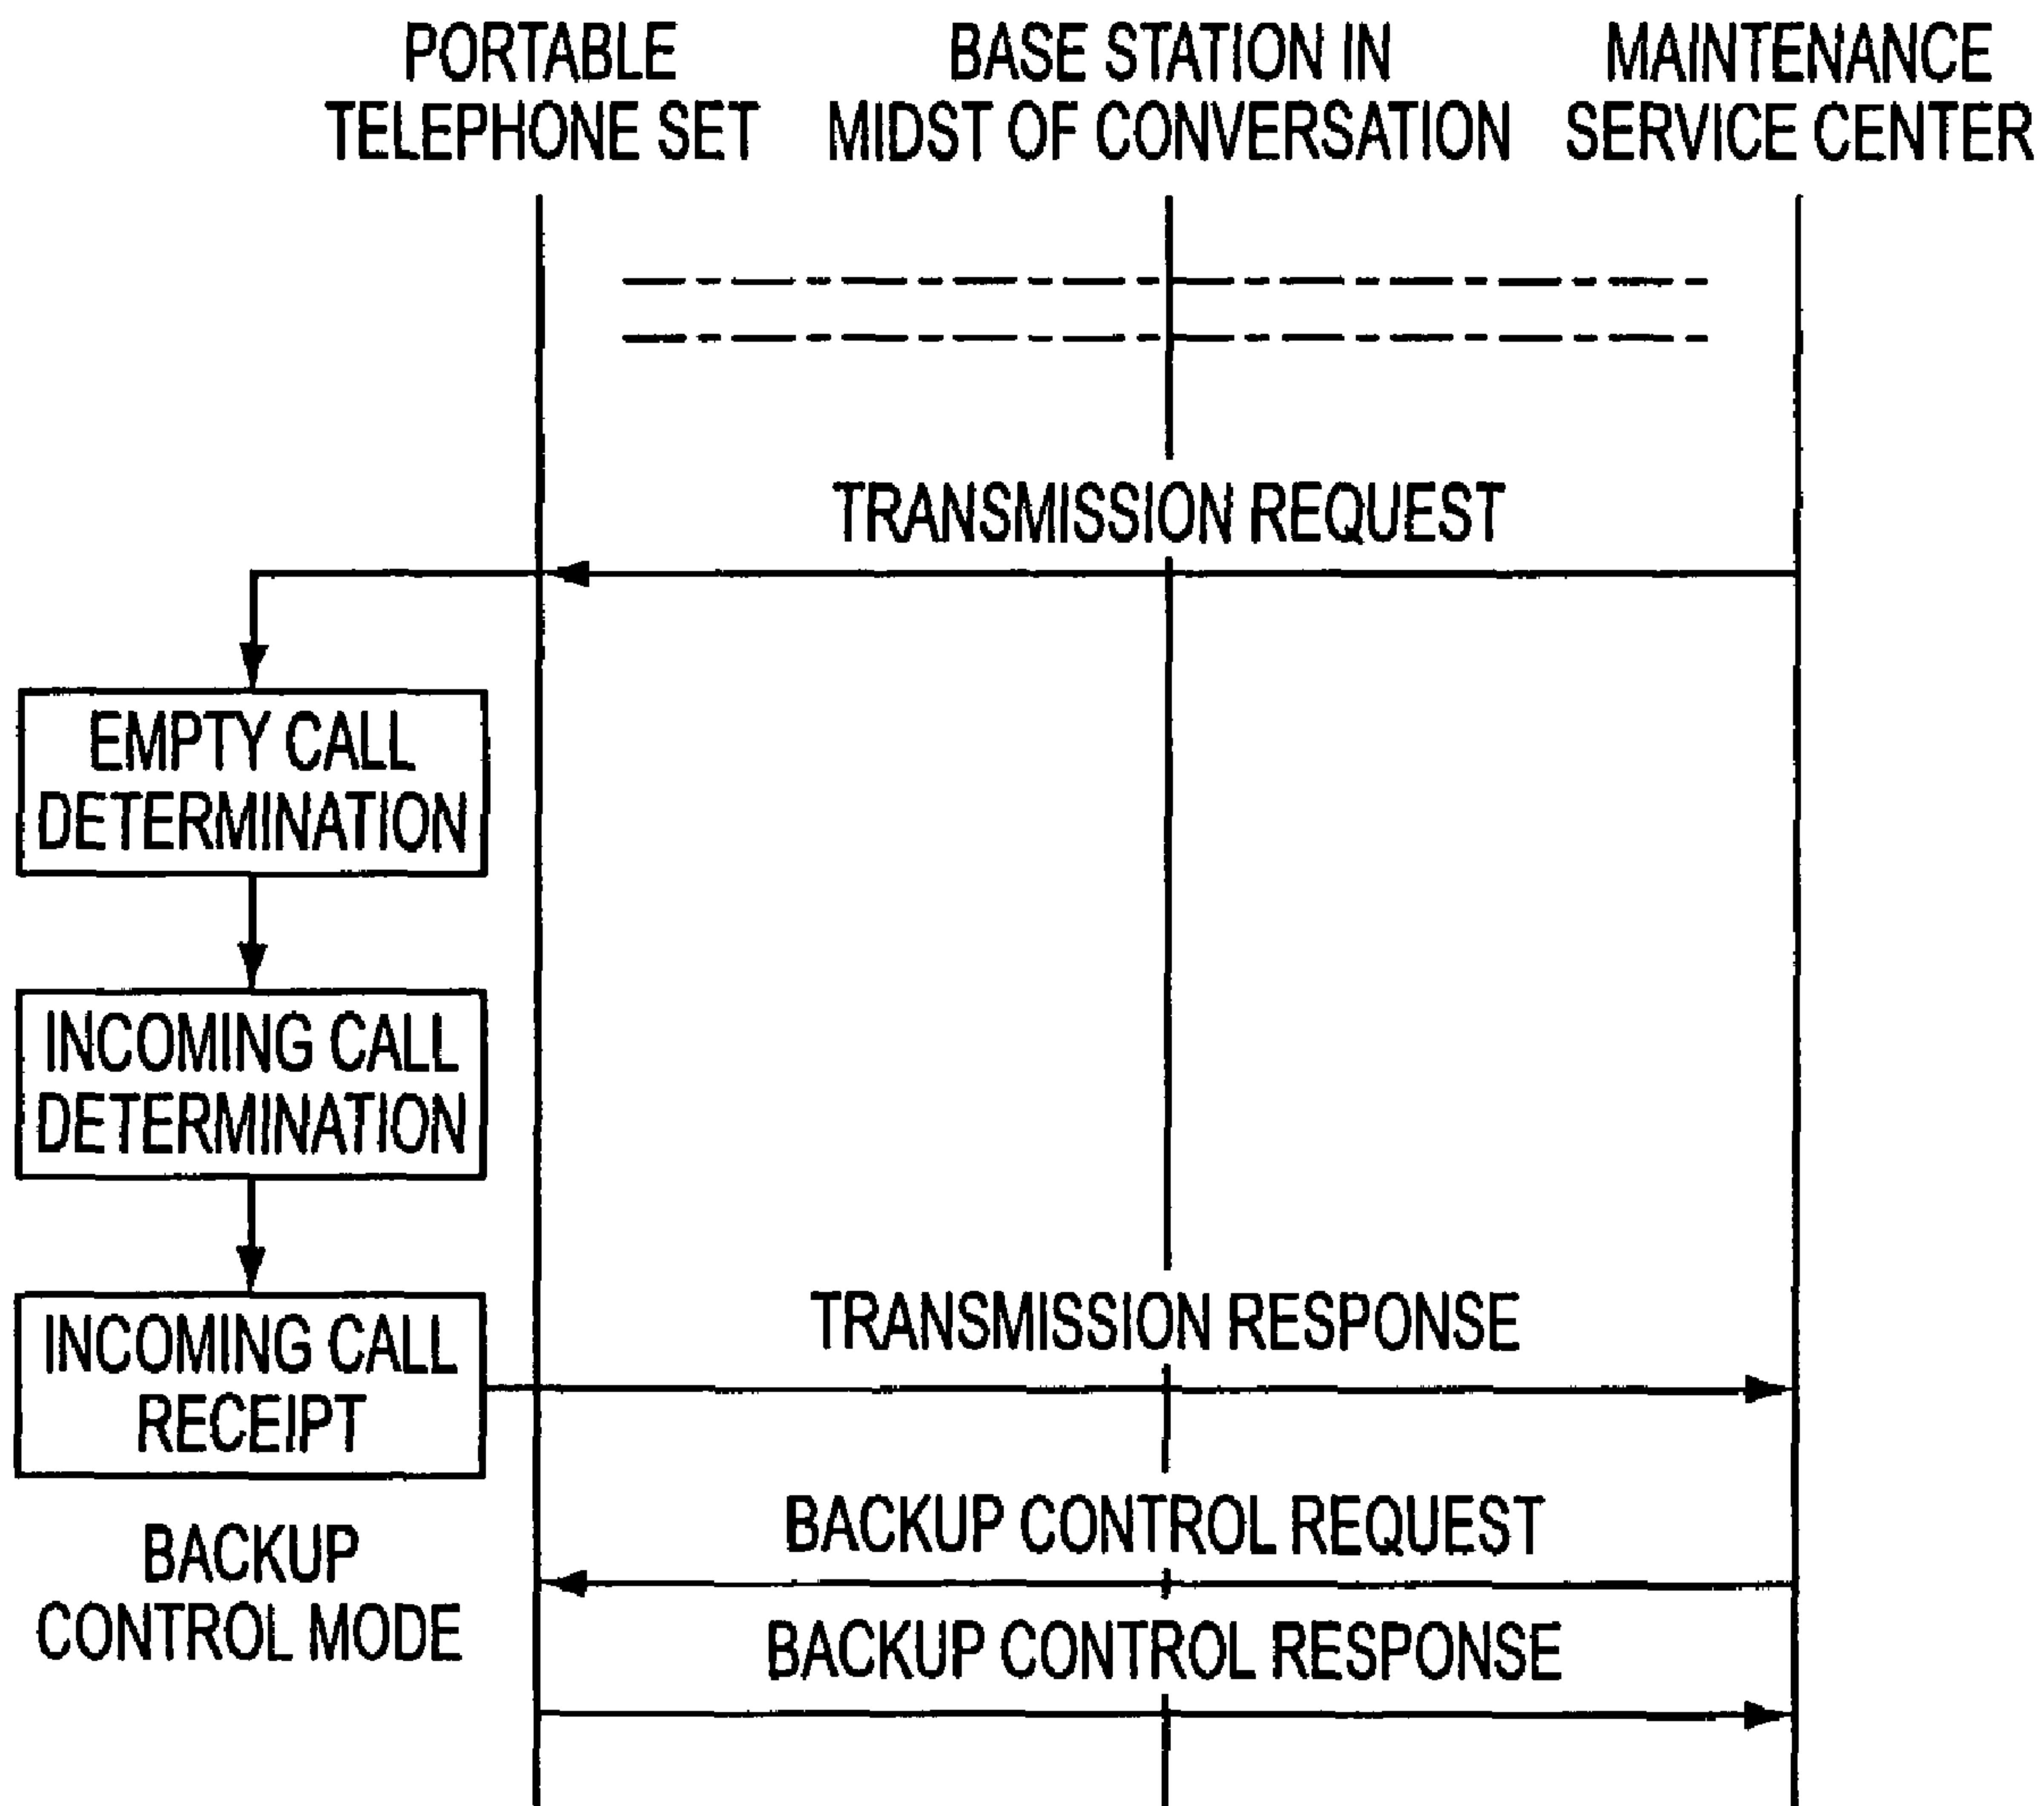 PORTABLE
TELEPHONE SET
BASE STATION IN
MIDST OF CONVERSATION
MAINTENANCE
SERVICE CENTER
TRANSMISSION REQUEST
EMPTY CALL
DETERMINATION
INCOMING CALL
DETERMINATION
INCOMING CALL
RECEIPT
TRANSMISSION RESPONSE
BACKUP
CONTROL MODE
BACKUP CONTROL REQUEST
BACKUP CONTROL RESPONSE